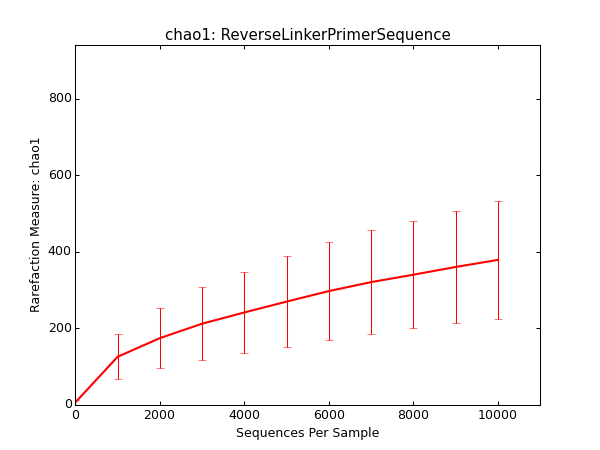 chao1: ReverseLinkerPrimerSequence
Rarefaction Measure: chao1
800
600
400
200
0
0 2000 4000 6000 8000 10000
Sequences Per Sample